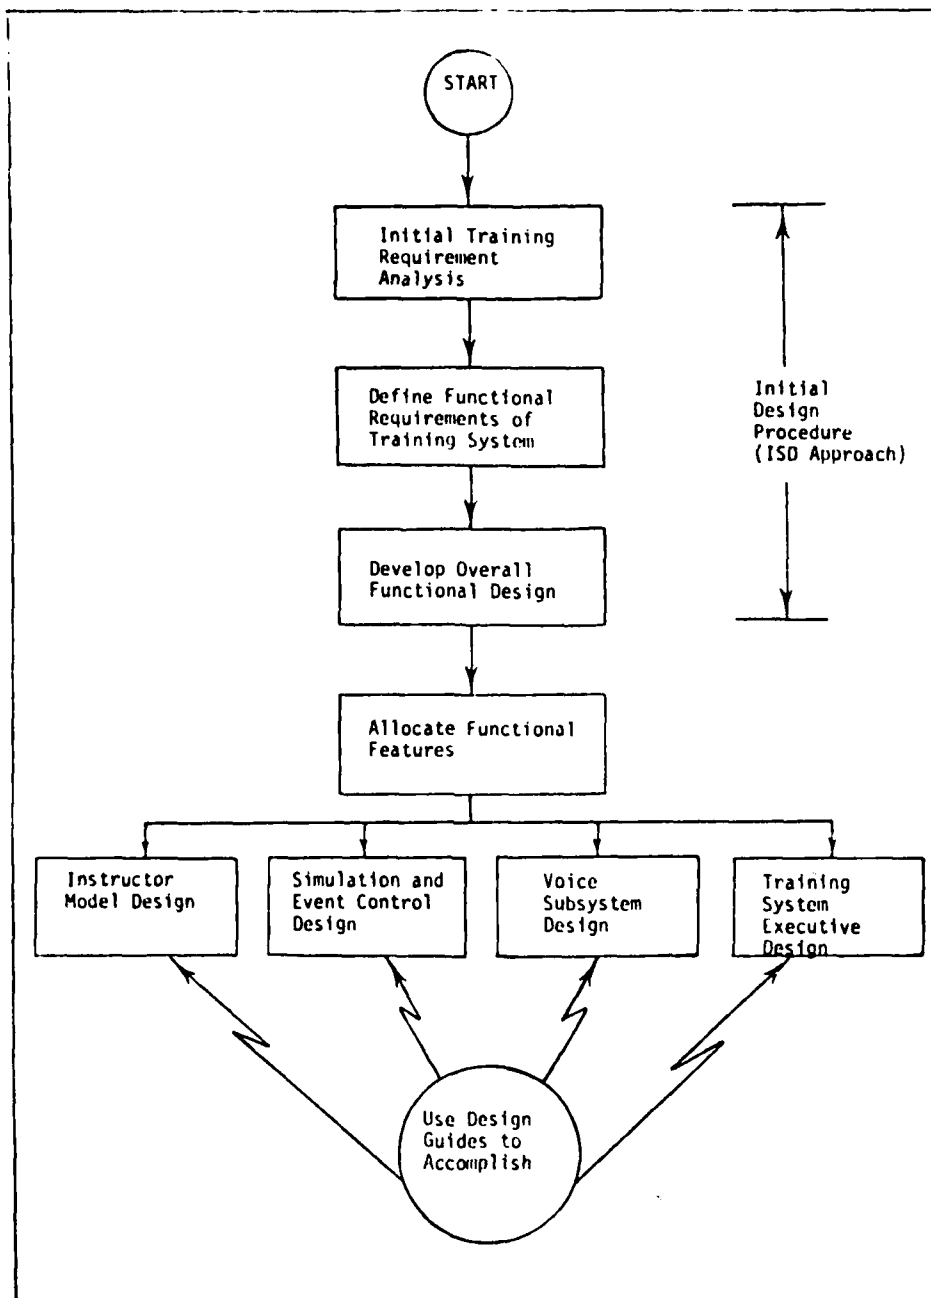 START
Initial Training
Requirement
Analysis
Define Functional
Requirements of
Training System
Initial
Design
Procedure
(ISD Approach)
Develop Overall
Functional Design
Allocate Functional
Features
Instructor
Model Design
Simulation and
Event Control
Design
Voice
Subsystem
Design
Training
System
Executive
Design
Use Design
Guides to
Accomplish